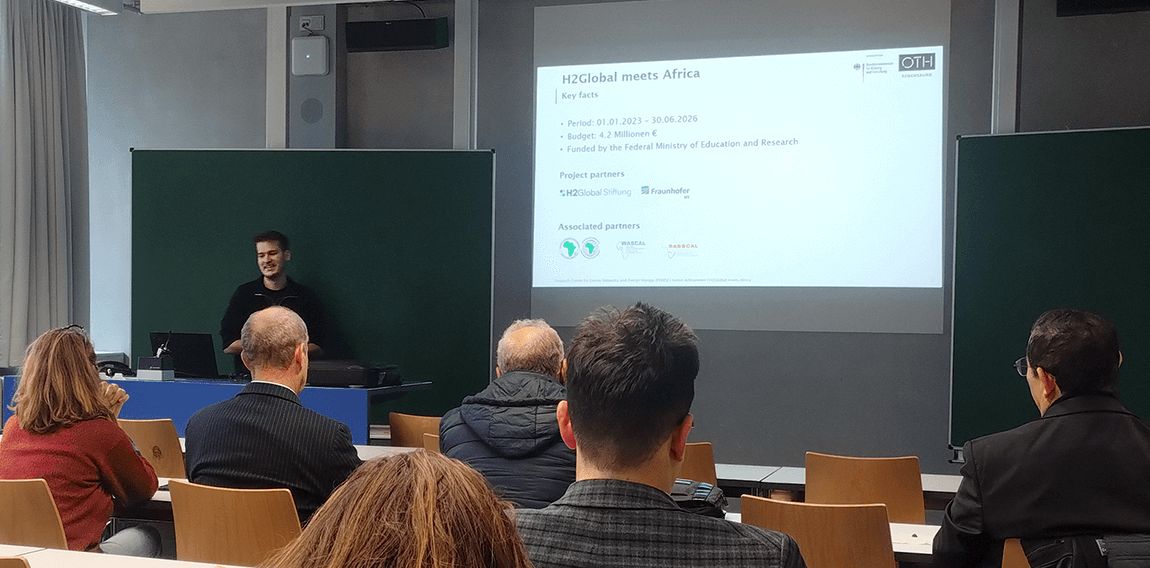 H2Global meets Africa
Key facts
OTH
REGENSBURG
• Period: 01.01.2023 – 30.06.2026
• Budget: 4.2 Millionen €
• Funded by the Federal Ministry of Education and Research
Project partners
H2Global Stiftung
Fraunhofer
Associated partners
WASCAL
SASSCAL